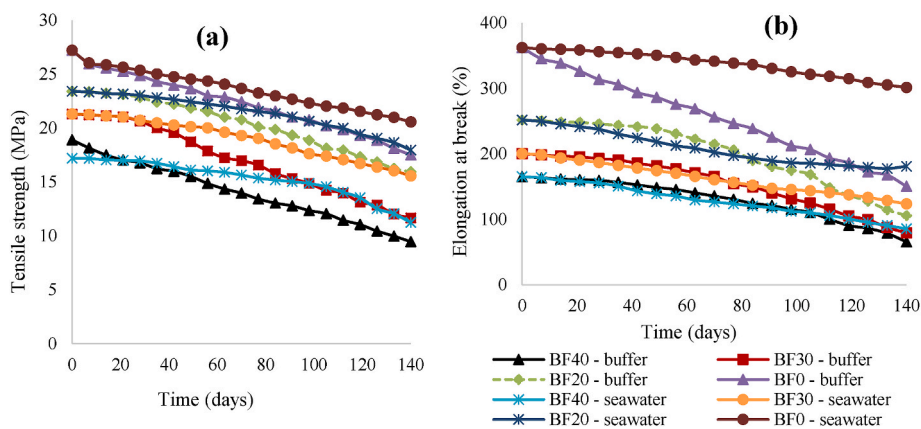 (a)
30
25
20
15
10
5
0
Tensile strength (MPa)
0 20 40 60 80 100 120 140
Time (days)
(b)
400
300
200
100
0
Elongation at break (%)
0 20 40 60 80 100 120 140
Time (days)
BF40 - buffer BF30 - buffer
BF20 - buffer BF0 - buffer
BF40 - seawater BF30 - seawater
BF20 - seawater BF0 - seawater